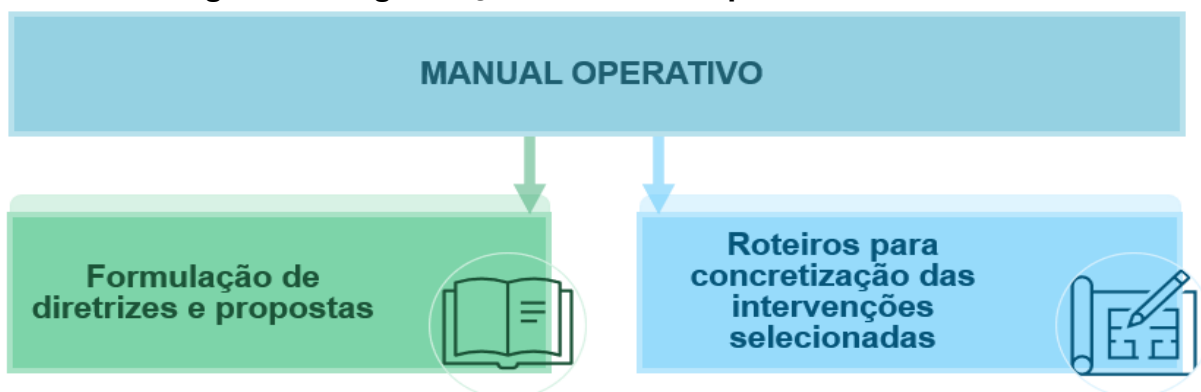 MANUAL OPERATIVO
Formulação de
diretrizes e propostas
Roteiros para
concretização das
intervenções
selecionadas